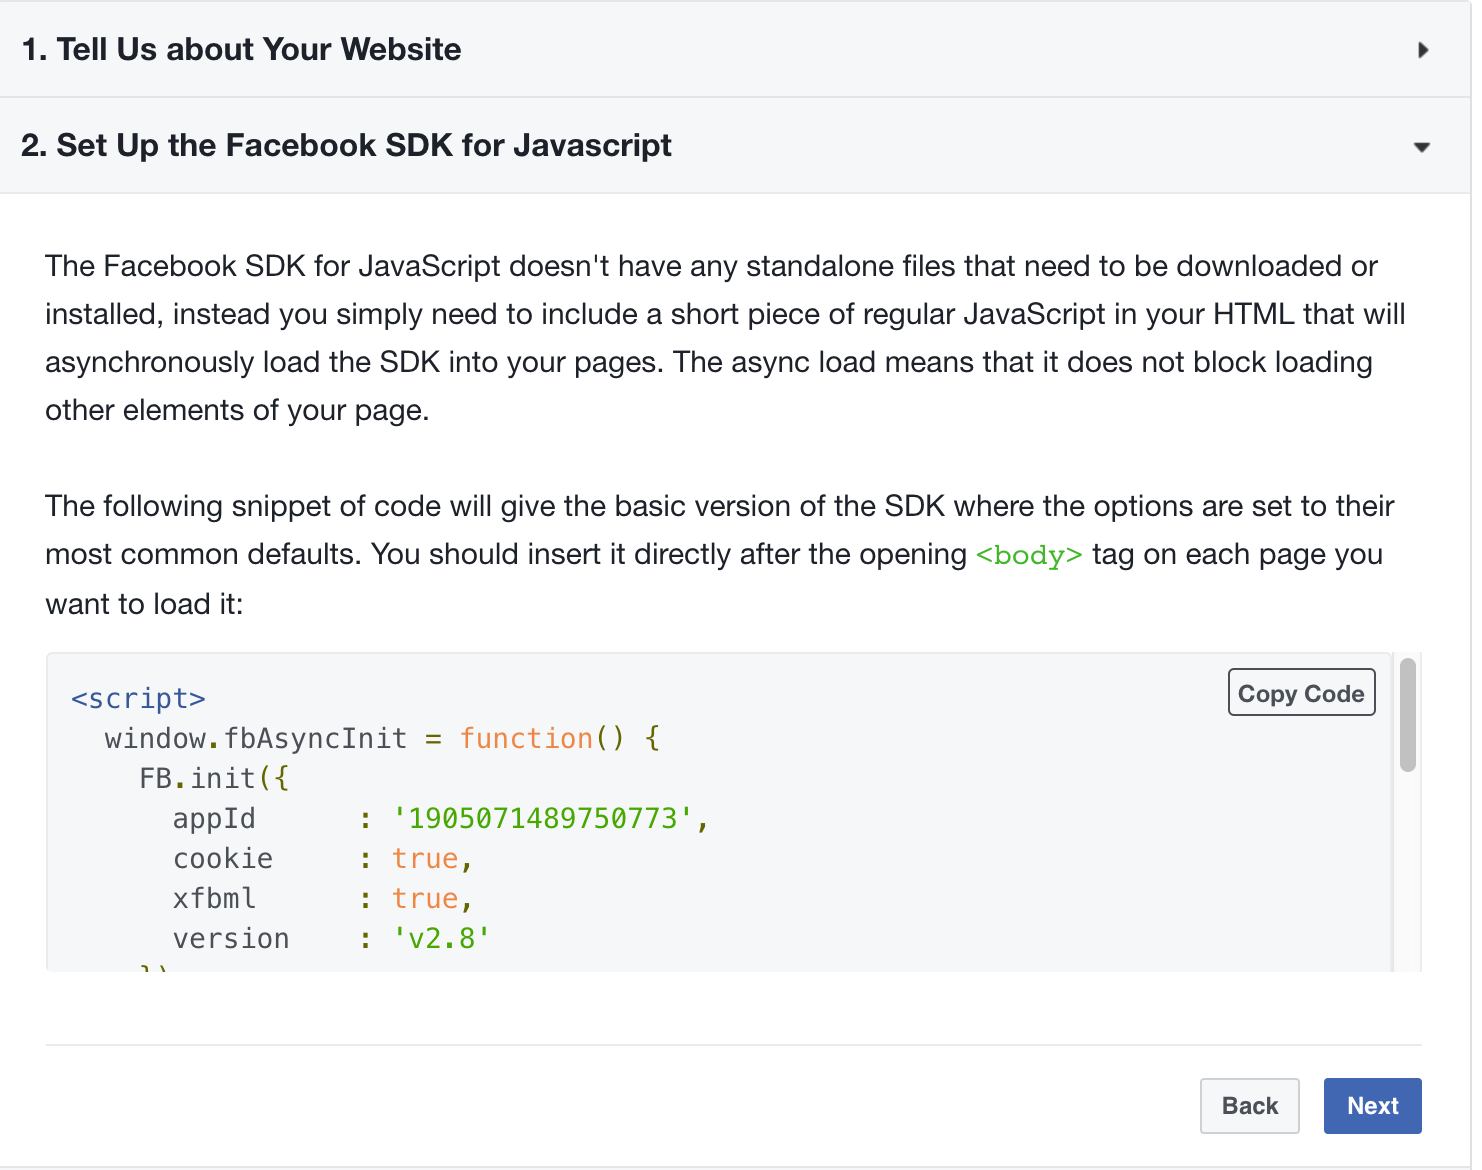 1. Tell Us about Your Website
2. Set Up the Facebook SDK for Javascript
The Facebook SDK for JavaScript doesn't have any standalone files that need to be downloaded or
installed, instead you simply need to include a short piece of regular JavaScript in your HTML that will
asynchronously load the SDK into your pages. The async load means that it does not block loading
other elements of your page.
The following snippet of code will give the basic version of the SDK where the options are set to their
most common defaults. You should insert it directly after the opening <body> tag on each page you
want to load it:
Copy Code
<script>
  window.fbAsyncInit = function() {
    FB.init({
      appId      : '1905071489750773',
      cookie     : true,
      xfbml      : true,
      version    : 'v2.8'
Back Next